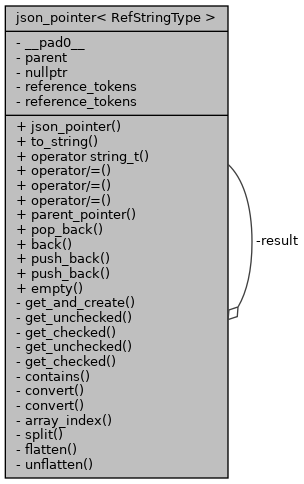 json_pointer< RefStringType >
- __pad0__
- parent
- nullptr
- reference_tokens
- reference_tokens
+ json_pointer()
+ to_string()
+ operator string_t()
+ operator/=()
+ operator/=()
+ operator/=()
+ parent_pointer()
+ pop_back()
+ back()
+ push_back()
+ push_back()
+ empty()
- get_and_create()
- get_unchecked()
- get_checked()
- get_unchecked()
- get_checked()
- contains()
- convert()
- convert()
- array_index()
- split()
- flatten()
- unflatten()
-result